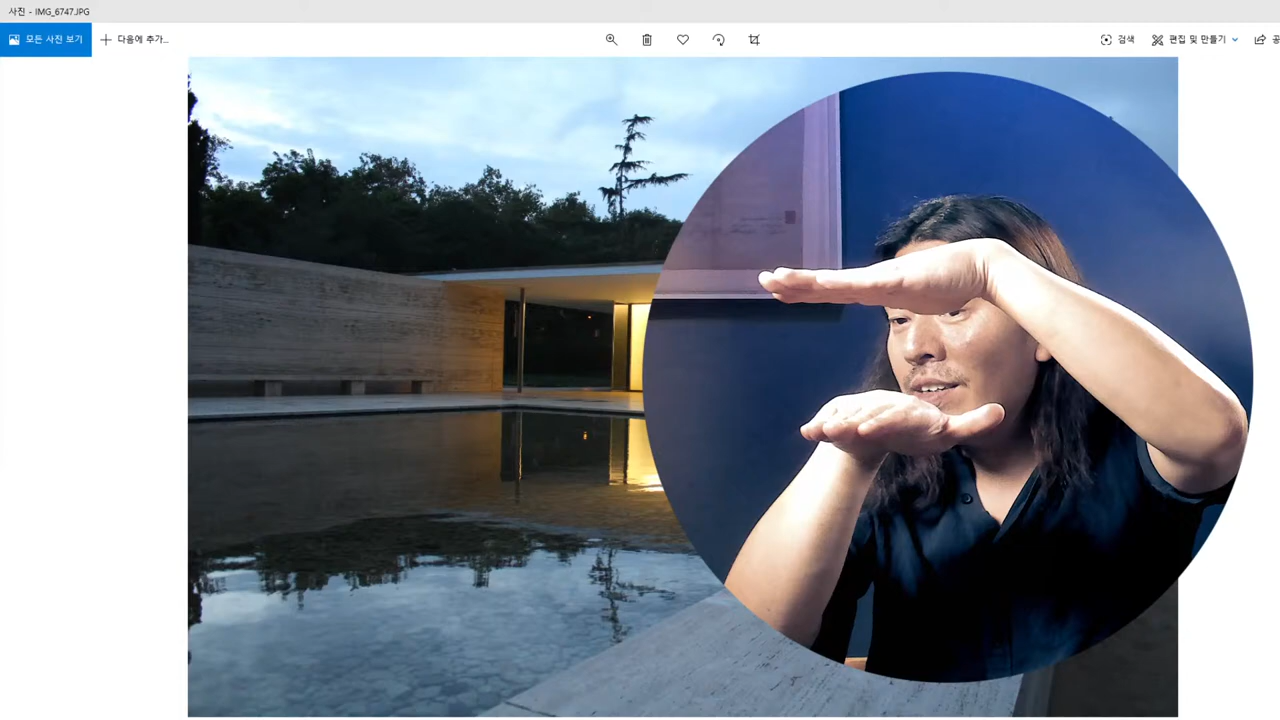 사진 - IMG_6747.JPG
모든 사진 보기
다음에 추가...
검색
편집 및 만들기
공